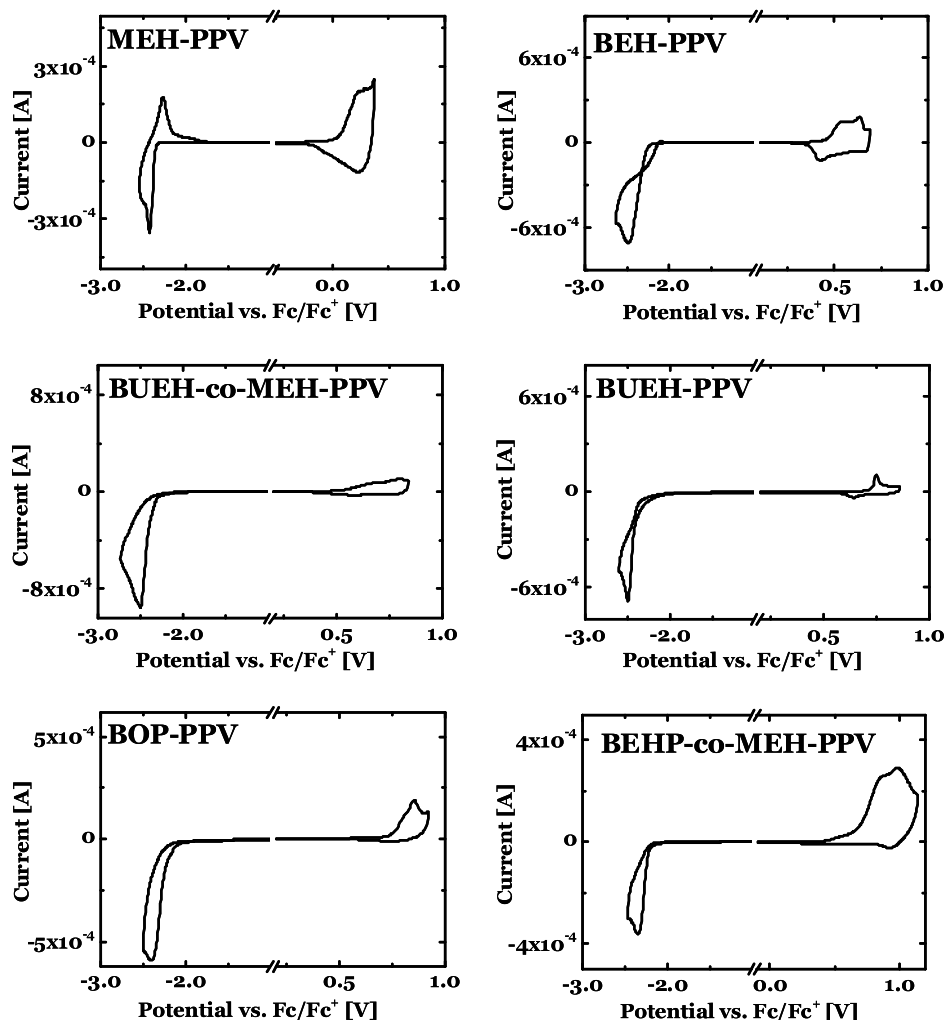 MEH-PPV
3x10⁻⁴
0
-3x10⁻⁴
Current [A]
-3.0 -2.0 0.0 1.0
Potential vs. Fc/Fc⁺ [V]
BEH-PPV
6x10⁻⁴
0
-6x10⁻⁴
Current [A]
-3.0 -2.0 0.5 1.0
Potential vs. Fc/Fc⁺ [V]
BUEH-co-MEH-PPV
8x10⁻⁴
0
-8x10⁻⁴
Current [A]
-3.0 -2.0 0.5 1.0
Potential vs. Fc/Fc⁺ [V]
BUEH-PPV
6x10⁻⁴
0
-6x10⁻⁴
Current [A]
-3.0 -2.0 0.5 1.0
Potential vs. Fc/Fc⁺ [V]
BOP-PPV
5x10⁻⁴
0
-5x10⁻⁴
Current [A]
-3.0 -2.0 0.5 1.0
Potential vs. Fc/Fc⁺ [V]
BEHP-co-MEH-PPV
4x10⁻⁴
0
-4x10⁻⁴
Current [A]
-3.0 -2.0 0.0 1.0
Potential vs. Fc/Fc⁺ [V]